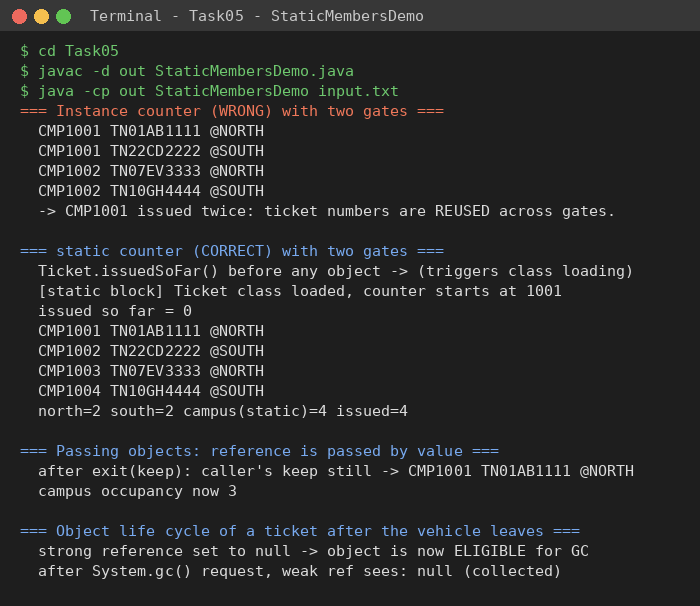 Terminal - Task05 - StaticMembersDemo
$ cd Task05
$ javac -d out StaticMembersDemo.java
$ java -cp out StaticMembersDemo input.txt
=== Instance counter (WRONG) with two gates ===
CMP1001 TN01AB1111 @NORTH
CMP1001 TN22CD2222 @SOUTH
CMP1002 TN07EV3333 @NORTH
CMP1002 TN10GH4444 @SOUTH
-> CMP1001 issued twice: ticket numbers are REUSED across gates.
=== static counter (CORRECT) with two gates ===
Ticket.issuedSoFar() before any object -> (triggers class loading)
[static block] Ticket class loaded, counter starts at 1001
issued so far = 0
CMP1001 TN01AB1111 @NORTH
CMP1002 TN22CD2222 @SOUTH
CMP1003 TN07EV3333 @NORTH
CMP1004 TN10GH4444 @SOUTH
north=2 south=2 campus(static)=4 issued=4
=== Passing objects: reference is passed by value ===
after exit(keep): caller's keep still -> CMP1001 TN01AB1111 @NORTH
campus occupancy now 3
=== Object life cycle of a ticket after the vehicle leaves ===
strong reference set to null -> object is now ELIGIBLE for GC
after System.gc() request, weak ref sees: null (collected)